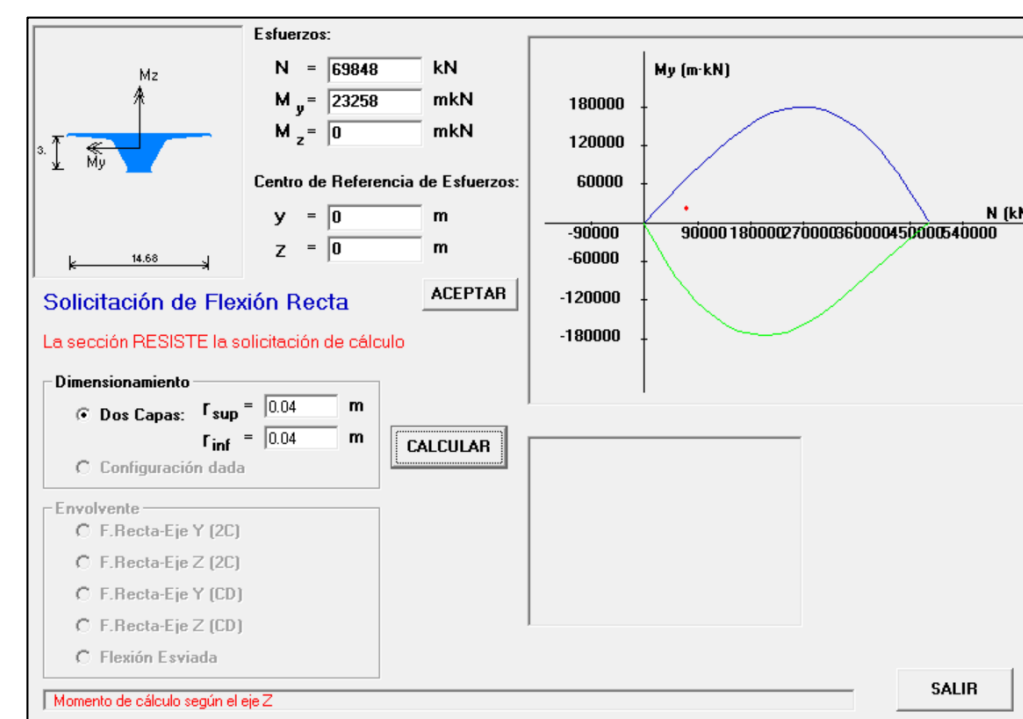 Esfuerzos:
N = 69848 kN
M y = 23258 mkN
M z = 0 mkN
Centro de Referencia de Esfuerzos:
y = 0 m
z = 0 m
ACEPTAR
Mz
My
3.
14.68
Solicitación de Flexión Recta
La sección RESISTE la solicitación de cálculo
Dimensionamiento
Dos Capas: r sup = 0.04 m
r inf = 0.04 m
Configuración dada
CALCULAR
Envolvente
F.Recta-Eje Y (2C)
F.Recta-Eje Z (2C)
F.Recta-Eje Y (CD)
F.Recta-Eje Z (CD)
Flexión Esviada
My (m·kN)
180000
120000
60000
N (kN
-90000 90000 180000 270000 360000 450000 540000
-60000
-120000
-180000
Momento de cálculo según el eje Z
SALIR